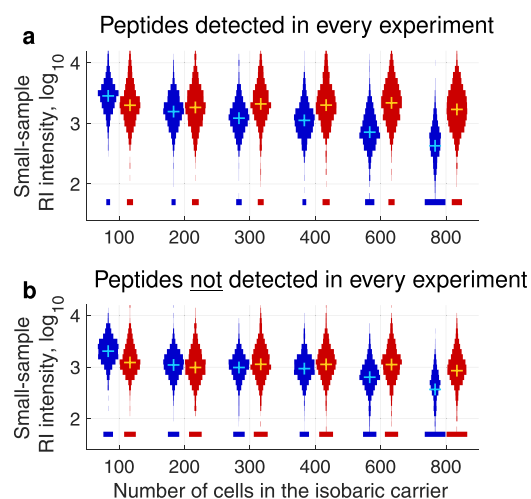 a
Peptides detected in every experiment
Small-sample
RI intensity, log10
4
3
2
100 200 300 400 600 800
b
Peptides not detected in every experiment
Small-sample
RI intensity, log10
4
3
2
100 200 300 400 600 800
Number of cells in the isobaric carrier